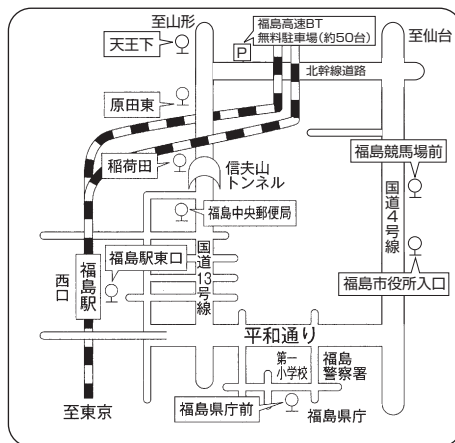 至山形
天王下
福島高速BT
無料駐車場(約50台)
至仙台
P
北幹線道路
原田東
稲荷田
信夫山
トンネル
福島競馬場前
国道4号線
福島中央郵便局
国道13号線
西口
福島駅
福島駅東口
福島市役所入口
平和通り
第一
小学校
福島
警察署
至東京
福島県庁前
福島県庁